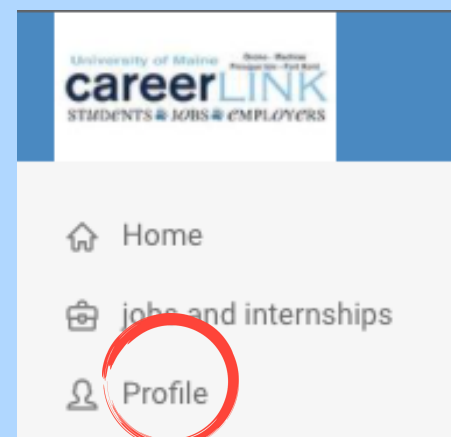 University of Maine
careerLINK
STUDENTS JOBS EMPLOYERS
Home
jobs and internships
Profile